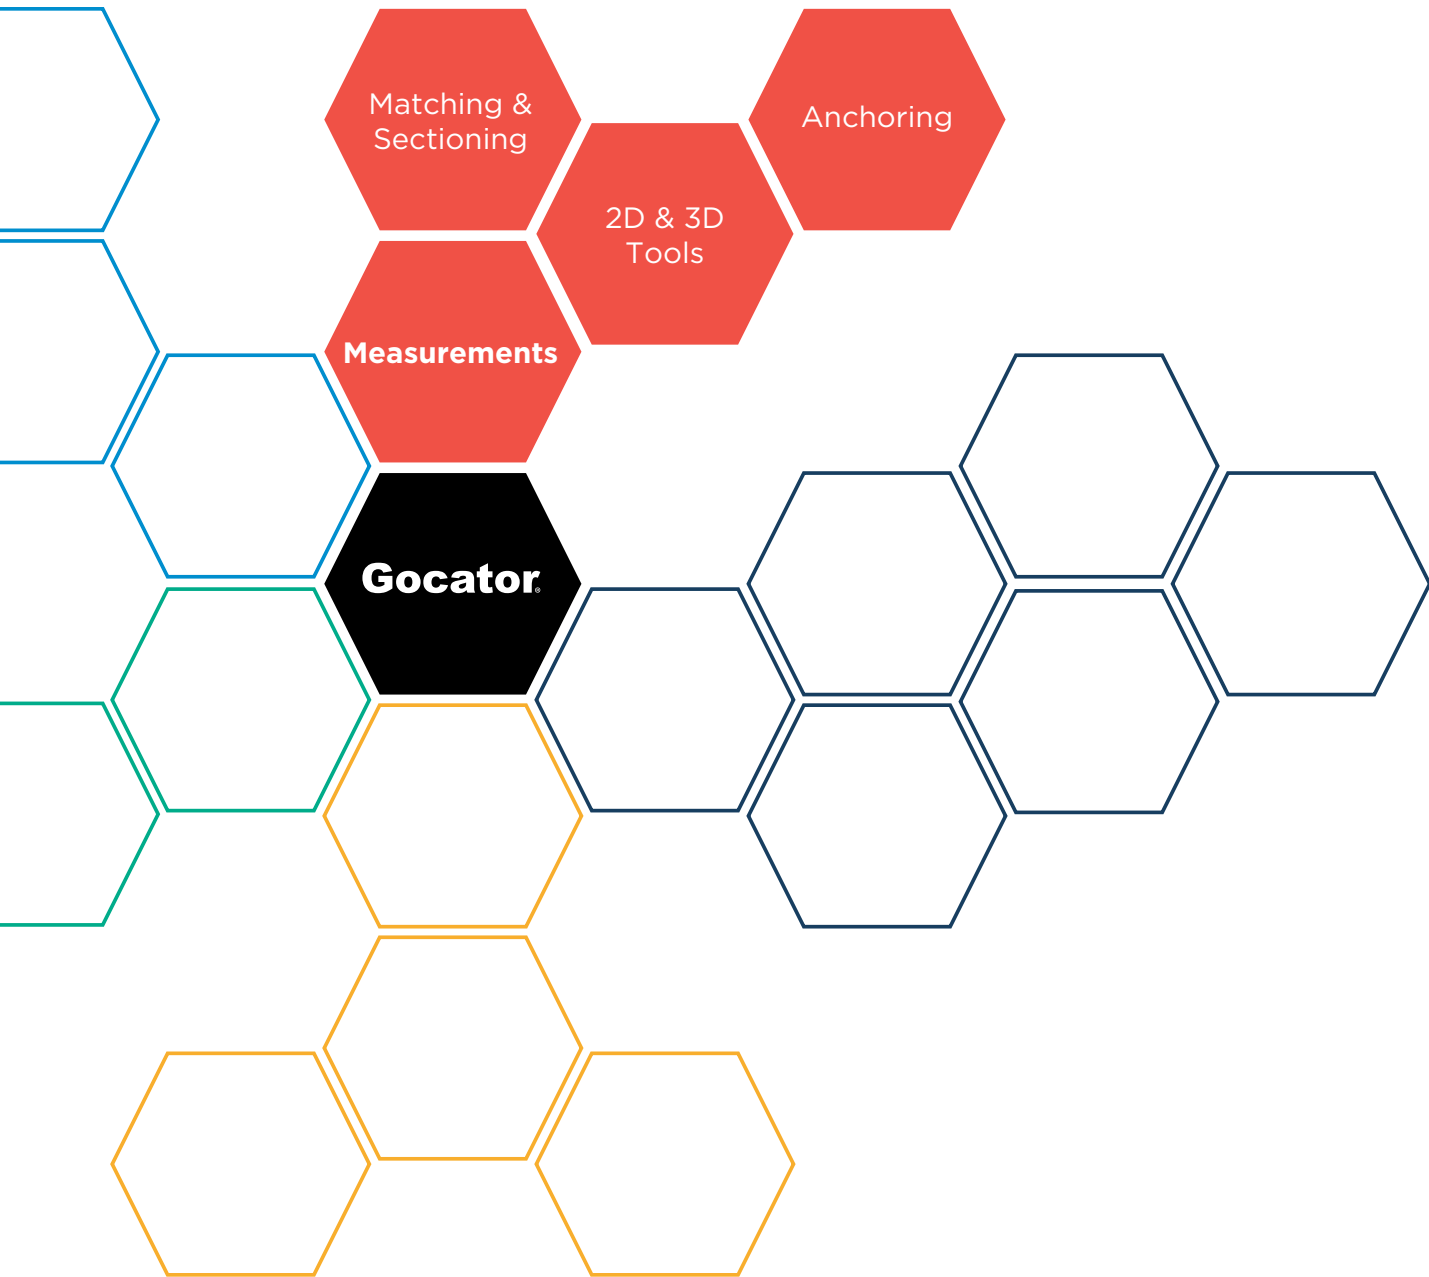 Matching &
Sectioning
Anchoring
2D & 3D
Tools
Measurements
Gocator®